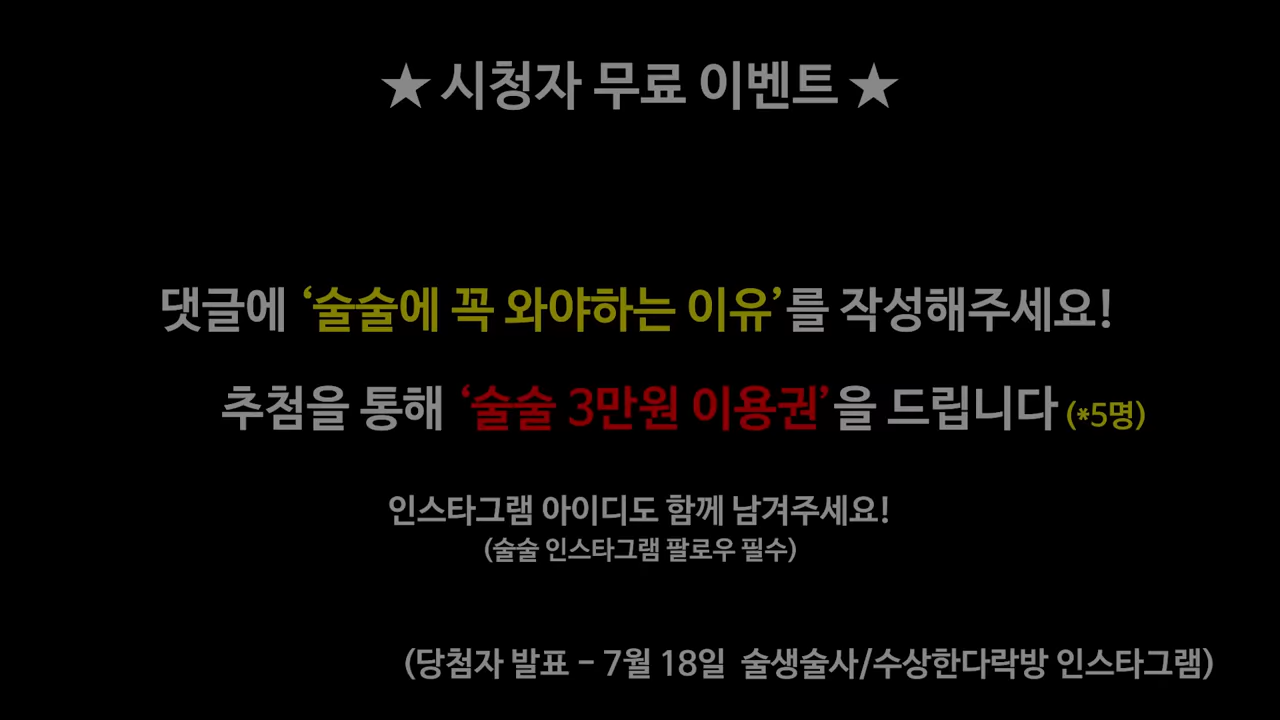 ★ 시청자 무료 이벤트 ★
댓글에 ‘술술에 꼭 와야하는 이유’를 작성해주세요!
추첨을 통해 ‘술술 3만원 이용권’을 드립니다 (*5명)
인스타그램 아이디도 함께 남겨주세요!
(술술 인스타그램 팔로우 필수)
(당첨자 발표 - 7월 18일 술생술사/수상한다락방 인스타그램)